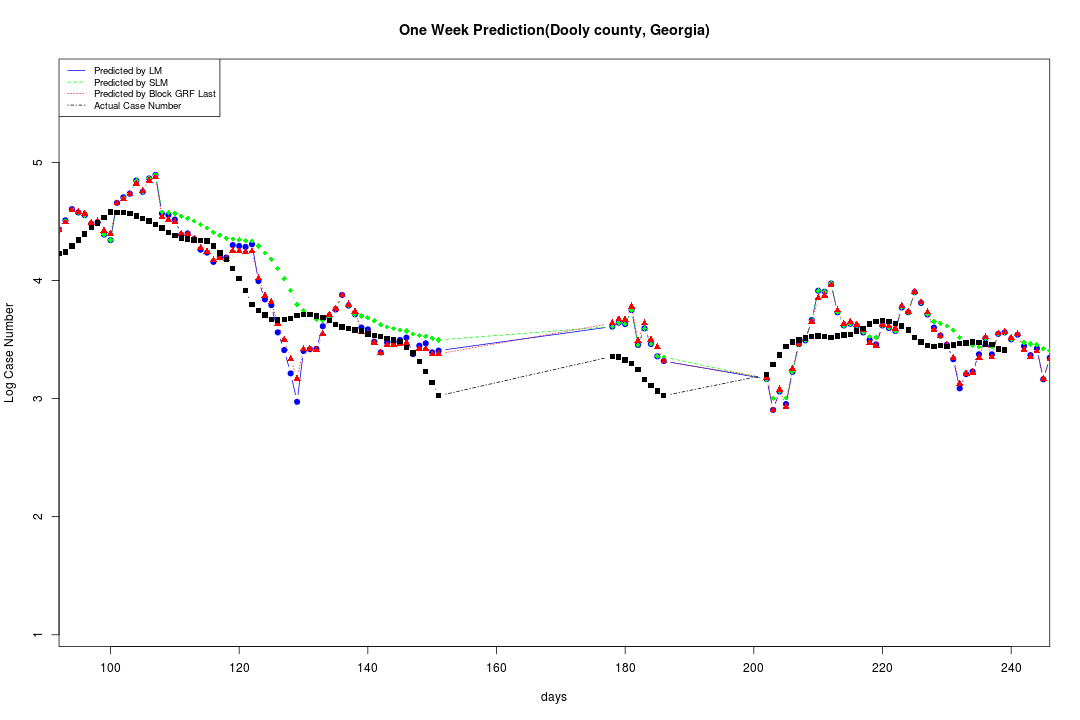 One Week Prediction(Dooly county, Georgia)
Predicted by LM
Predicted by SLM
Predicted by Block GRF Last
Actual Case Number
5
4
3
2
1
Log Case Number
100 120 140 160 180 200 220 240
days